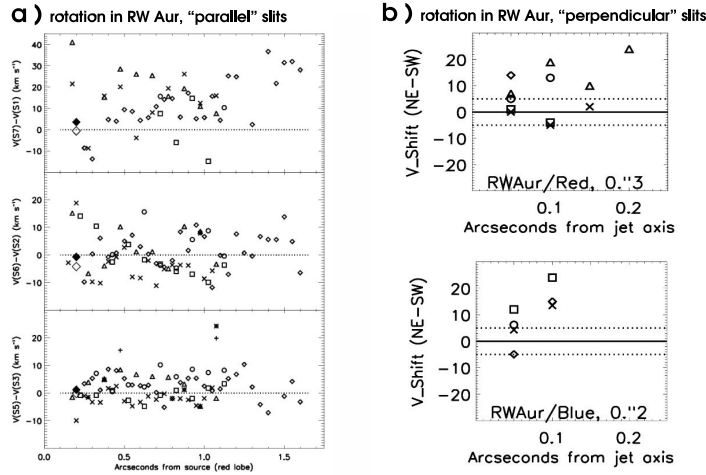 a) rotation in RW Aur, "parallel" slits
V(S7)-V(S1) (km s⁻¹)
40
30
20
10
0
-10
V(S6)-V(S2) (km s⁻¹)
20
10
0
-10
V(S5)-V(S3) (km s⁻¹)
20
10
0
-10
0.0
0.5
1.0
1.5
Arcseconds from source (red lobe)
b) rotation in RW Aur, "perpendicular" slits
V_Shift (NE-SW)
20
10
0
-10
-20
RWAur/Red, 0."3
0.1
0.2
Arcseconds from jet axis
V_Shift (NE-SW)
20
10
0
-10
-20
RWAur/Blue, 0."2
0.1
0.2
Arcseconds from jet axis